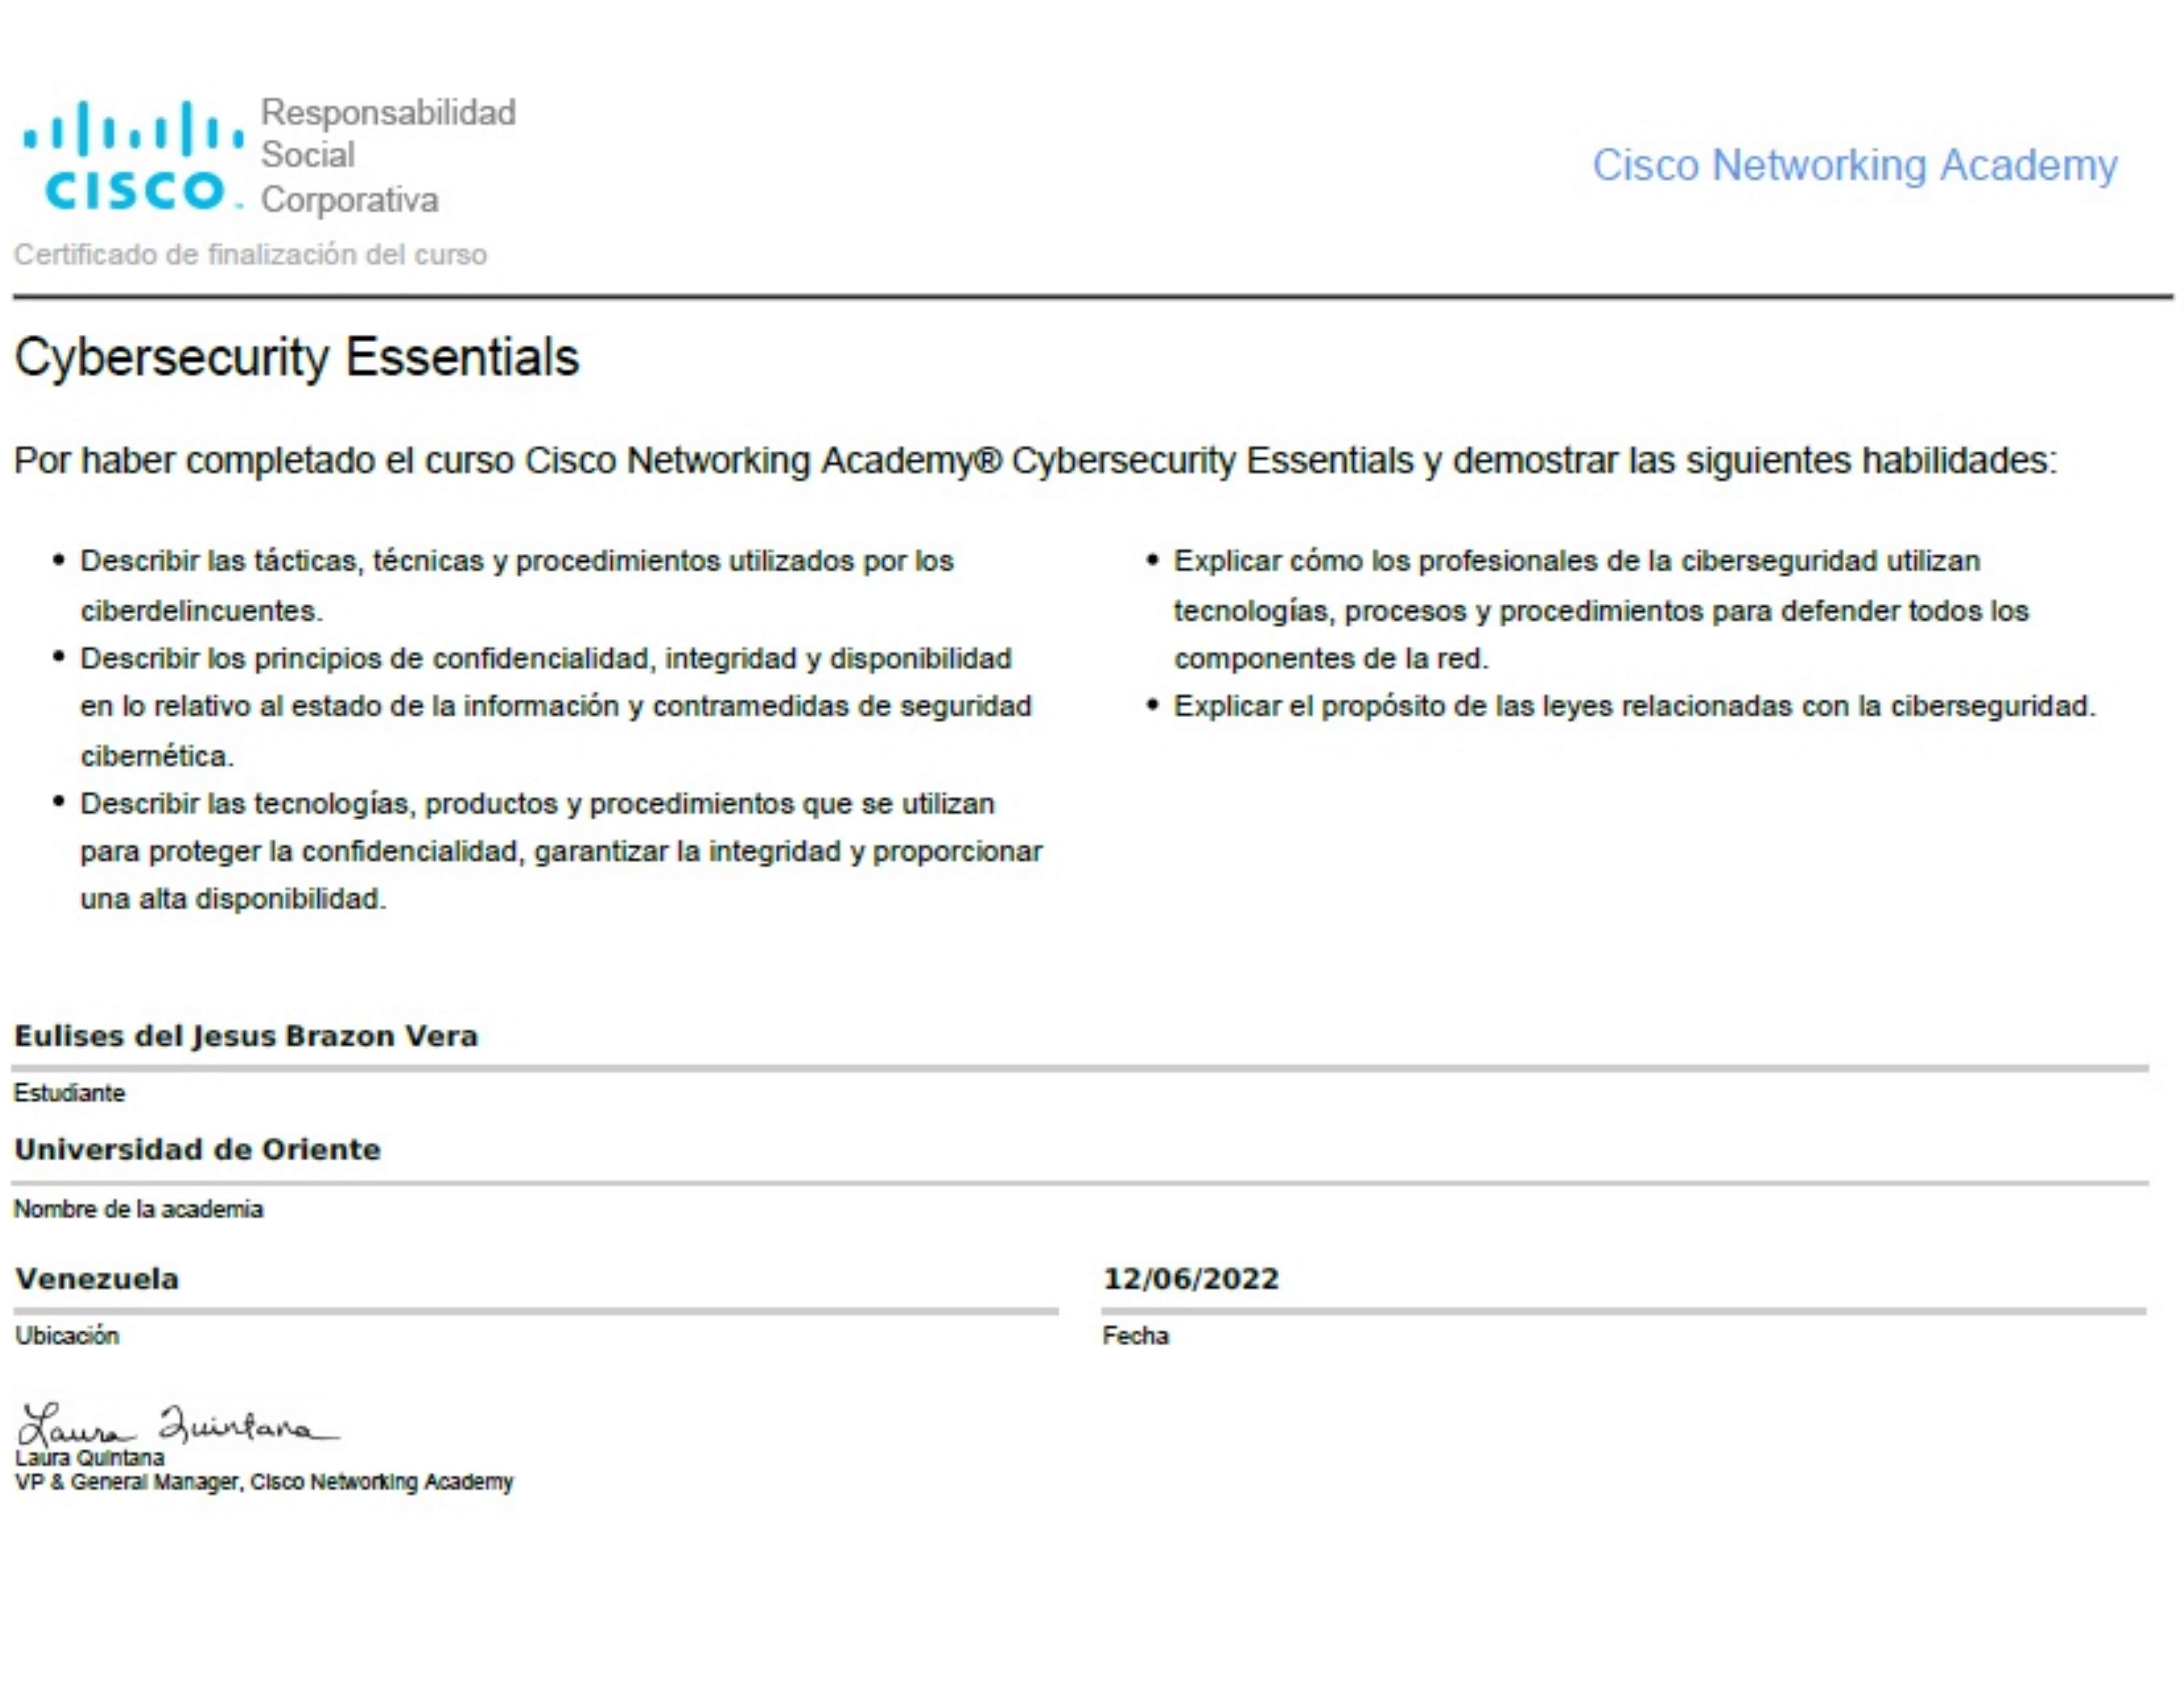 CISCO
Responsabilidad
Social
Corporativa
Cisco Networking Academy
Certificado de finalización del curso
Cybersecurity Essentials
Por haber completado el curso Cisco Networking Academy® Cybersecurity Essentials y demostrar las siguientes habilidades:
• Describir las tácticas, técnicas y procedimientos utilizados por los
ciberdelincuentes.
• Describir los principios de confidencialidad, integridad y disponibilidad
en lo relativo al estado de la información y contramedidas de seguridad
cibernética.
• Describir las tecnologías, productos y procedimientos que se utilizan
para proteger la confidencialidad, garantizar la integridad y proporcionar
una alta disponibilidad.
• Explicar cómo los profesionales de la ciberseguridad utilizan
tecnologías, procesos y procedimientos para defender todos los
componentes de la red.
• Explicar el propósito de las leyes relacionadas con la ciberseguridad.
Eulises del Jesus Brazon Vera
Estudiante
Universidad de Oriente
Nombre de la academia
Venezuela
Ubicación
12/06/2022
Fecha
Laura Quintana
Laura Quintana
VP & General Manager, Cisco Networking Academy